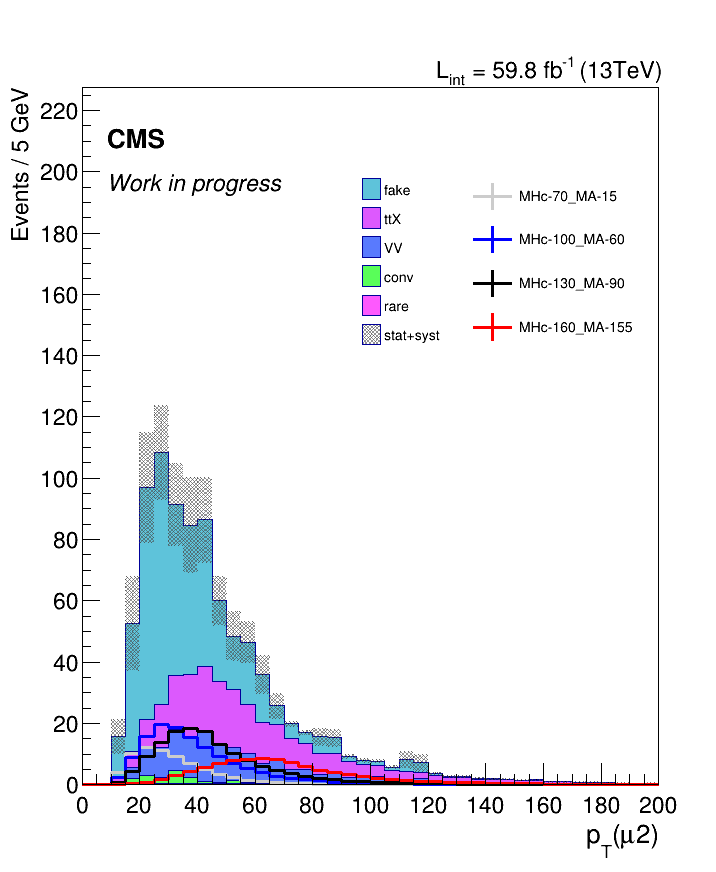 L_int = 59.8 fb^-1 (13TeV)
Events / 5 GeV
CMS
Work in progress
fake
ttX
VV
conv
rare
stat+syst
MHc-70_MA-15
MHc-100_MA-60
MHc-130_MA-90
MHc-160_MA-155
220
200
180
160
140
120
100
80
60
40
20
0
0 20 40 60 80 100 120 140 160 180 200
p_T(μ2)